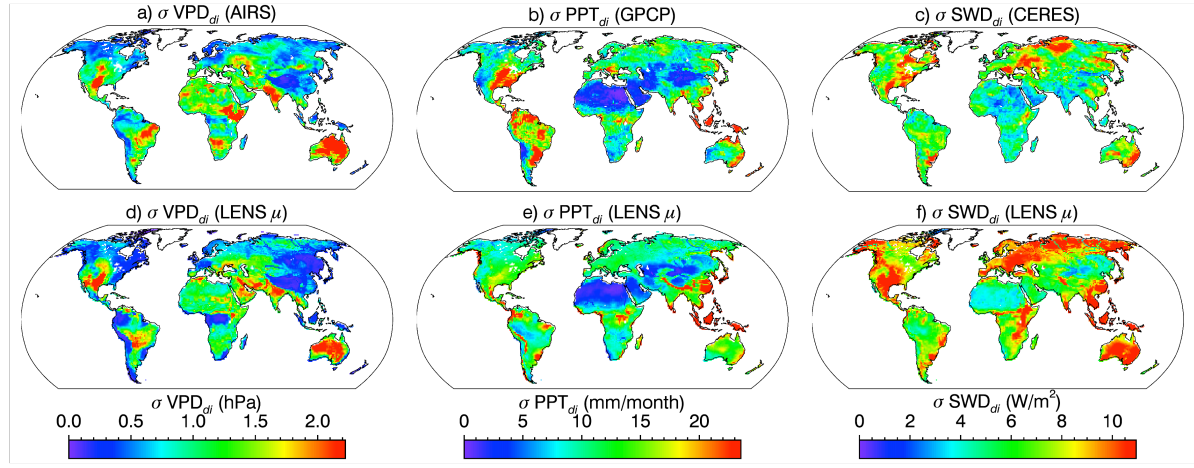 a) σ VPD_di (AIRS)
b) σ PPT_di (GPCP)
c) σ SWD_di (CERES)
d) σ VPD_di (LENS μ)
e) σ PPT_di (LENS μ)
f) σ SWD_di (LENS μ)
σ VPD_di (hPa)
0.0 0.5 1.0 1.5 2.0
σ PPT_di (mm/month)
0 5 10 15 20
σ SWD_di (W/m²)
0 2 4 6 8 10